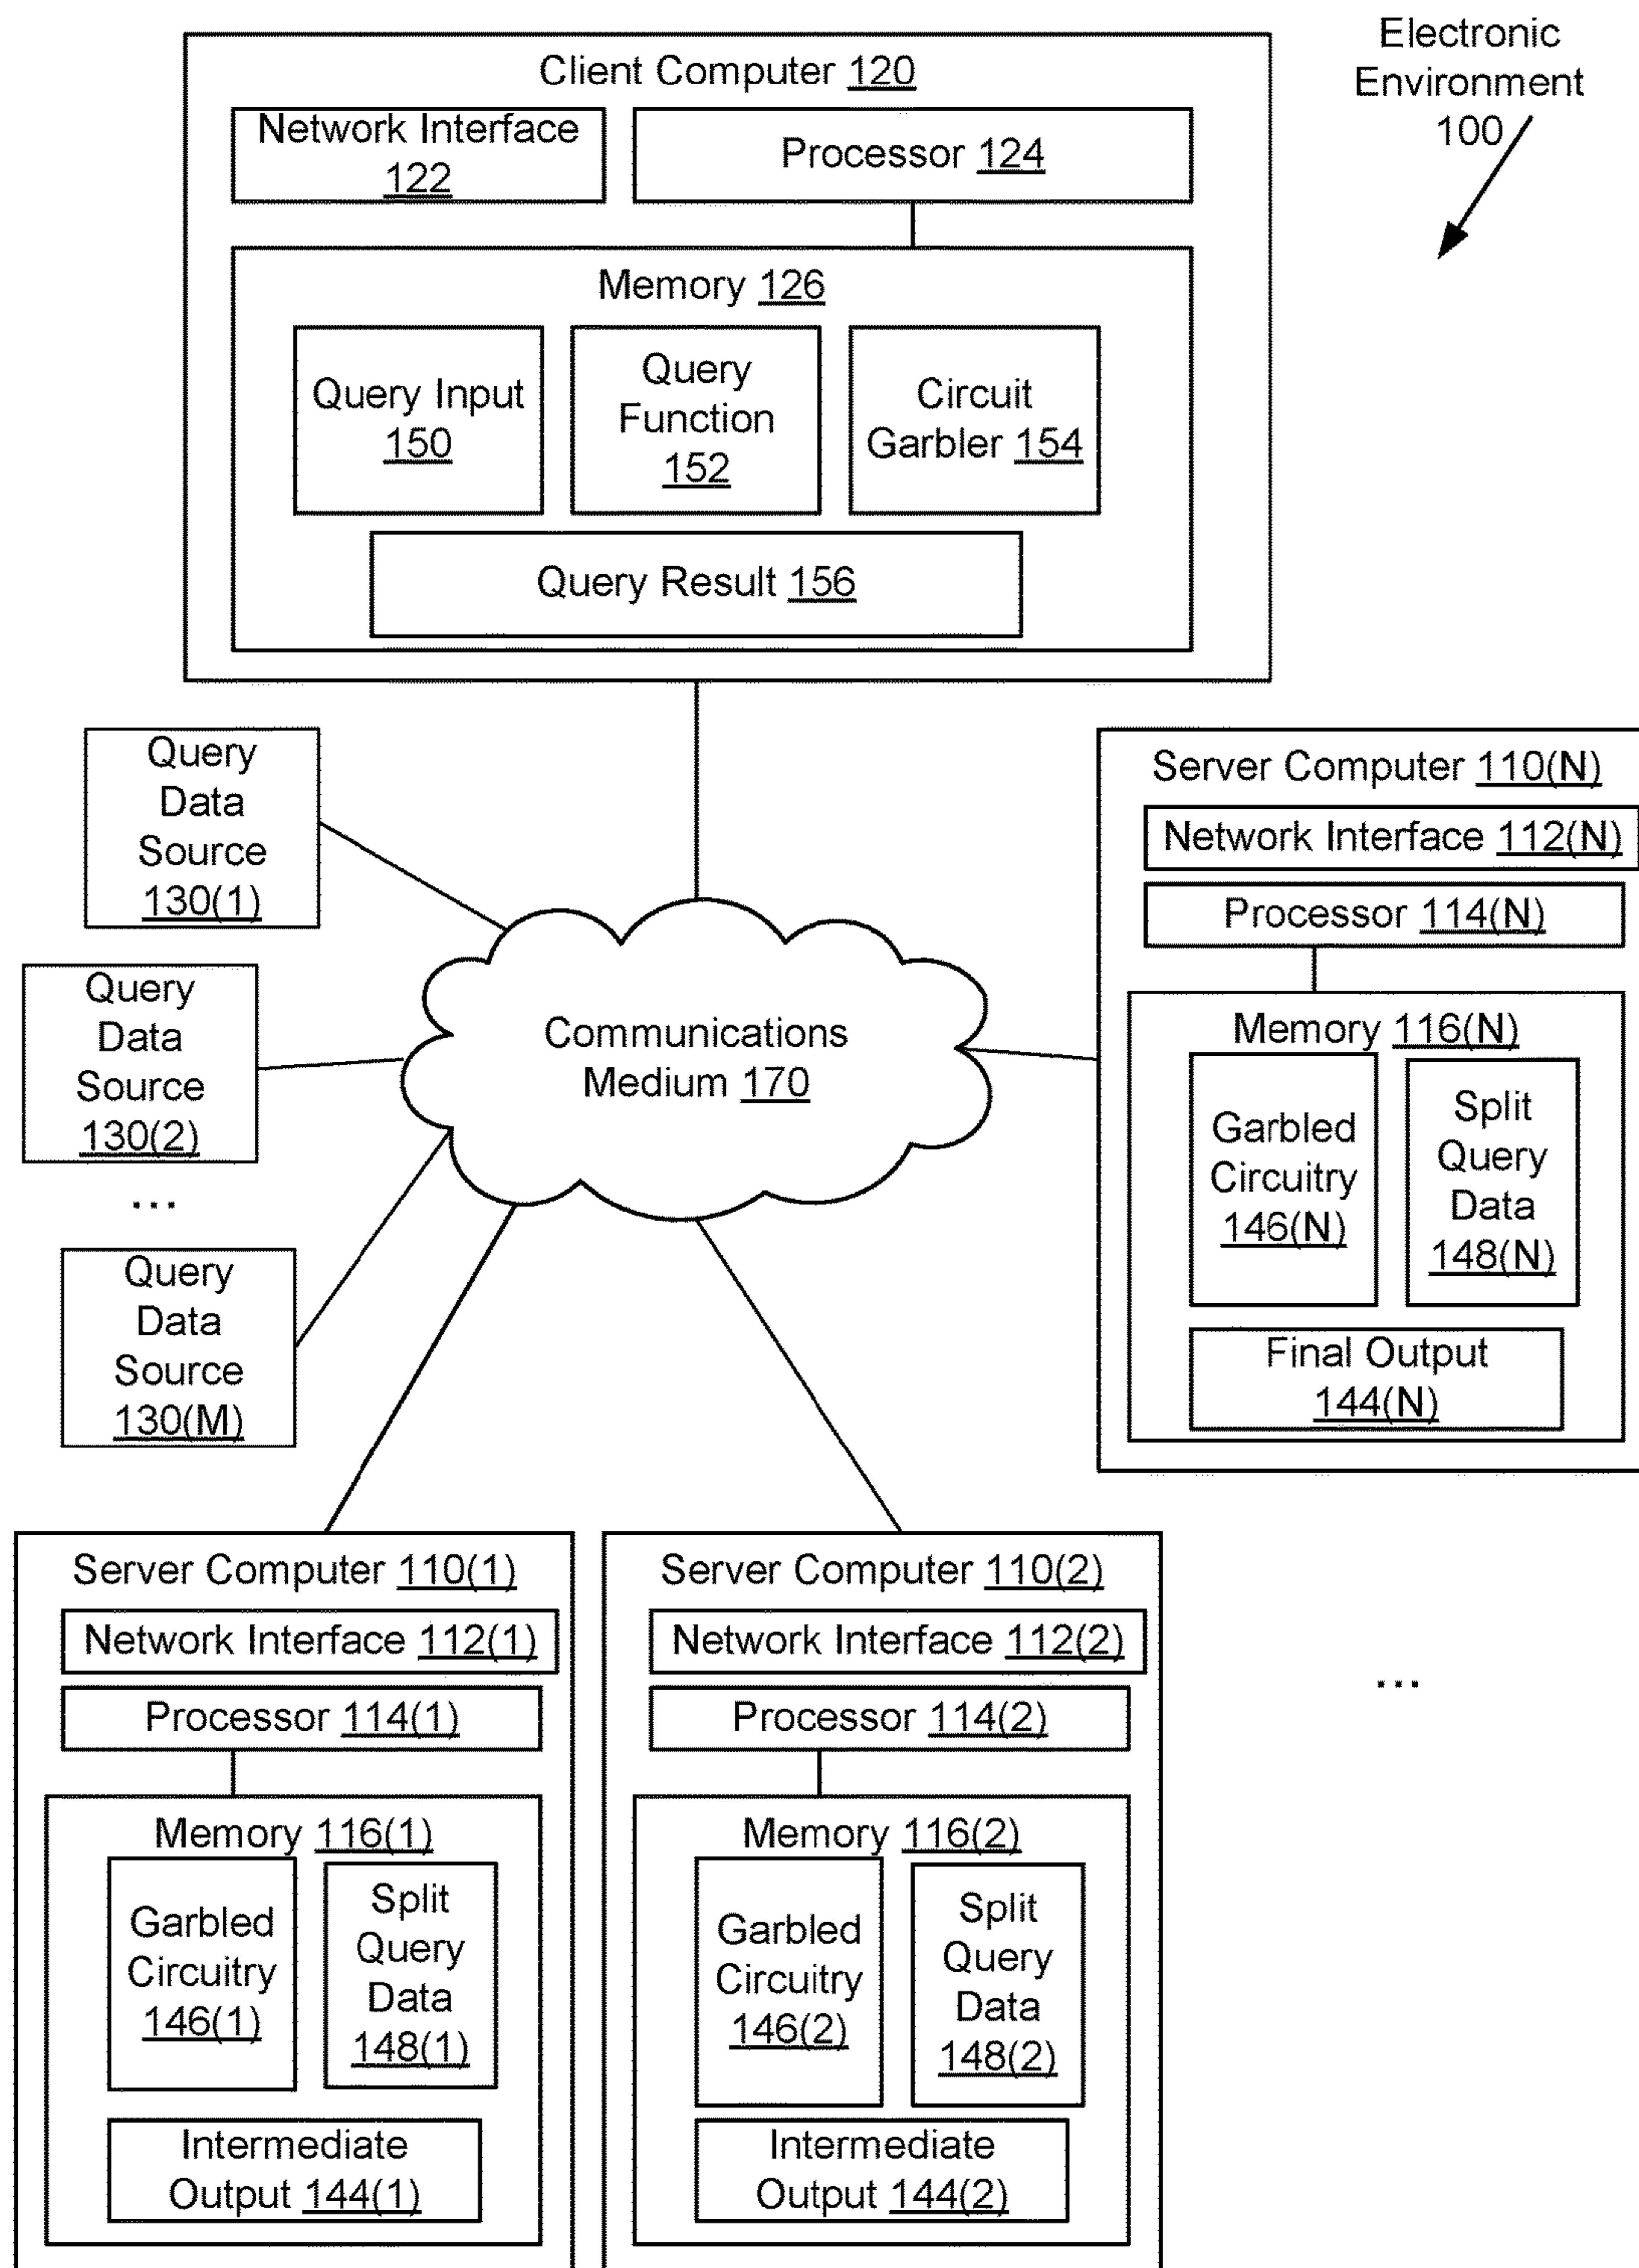 Electronic
Environment
100
Client Computer 120
Network Interface
122
Processor 124
Memory 126
Query Input
150
Query
Function
152
Circuit
Garbler 154
Query Result 156
Query
Data
Source
130(1)
Query
Data
Source
130(2)
...
Query
Data
Source
130(M)
Communications
Medium 170
Server Computer 110(N)
Network Interface 112(N)
Processor 114(N)
Memory 116(N)
Garbled
Circuitry
146(N)
Split
Query
Data
148(N)
Final Output
144(N)
Server Computer 110(1)
Network Interface 112(1)
Processor 114(1)
Memory 116(1)
Garbled
Circuitry
146(1)
Split
Query
Data
148(1)
Intermediate
Output 144(1)
Server Computer 110(2)
Network Interface 112(2)
Processor 114(2)
Memory 116(2)
Garbled
Circuitry
146(2)
Split
Query
Data
148(2)
Intermediate
Output 144(2)
...